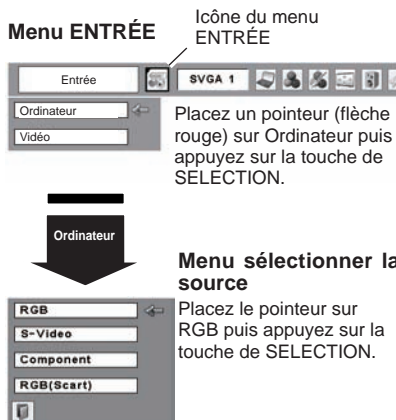 Menu ENTRÉE
Icône du menu
ENTRÉE
Entrée
SVGA 1
Ordinateur
Vidéo
Placez un pointeur (flèche
rouge) sur Ordinateur puis
appuyez sur la touche de
SELECTION.
Ordinateur
Menu sélectionner la
source
RGB
S-Video
Component
RGB(Scart)
Placez le pointeur sur
RGB puis appuyez sur la
touche de SELECTION.